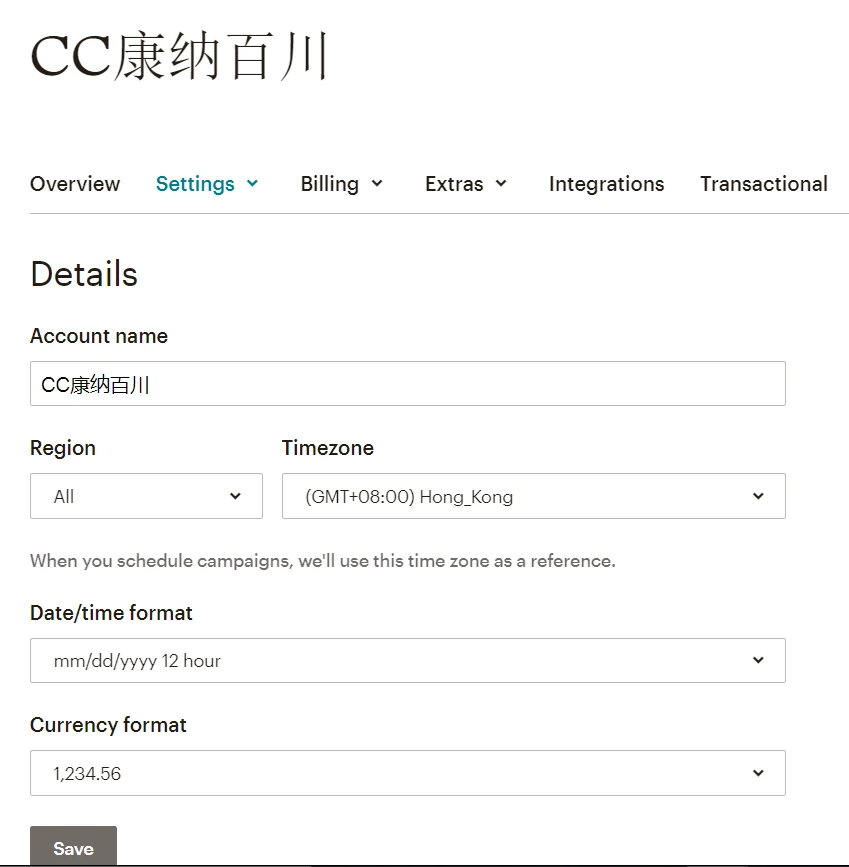 CC康纳百川
Overview Settings Billing Extras Integrations Transactional
Details
Account name
CC康纳百川
Region Timezone
All (GMT+08:00) Hong_Kong
When you schedule campaigns, we'll use this time zone as a reference.
Date/time format
mm/dd/yyyy 12 hour
Currency format
1,234.56
Save